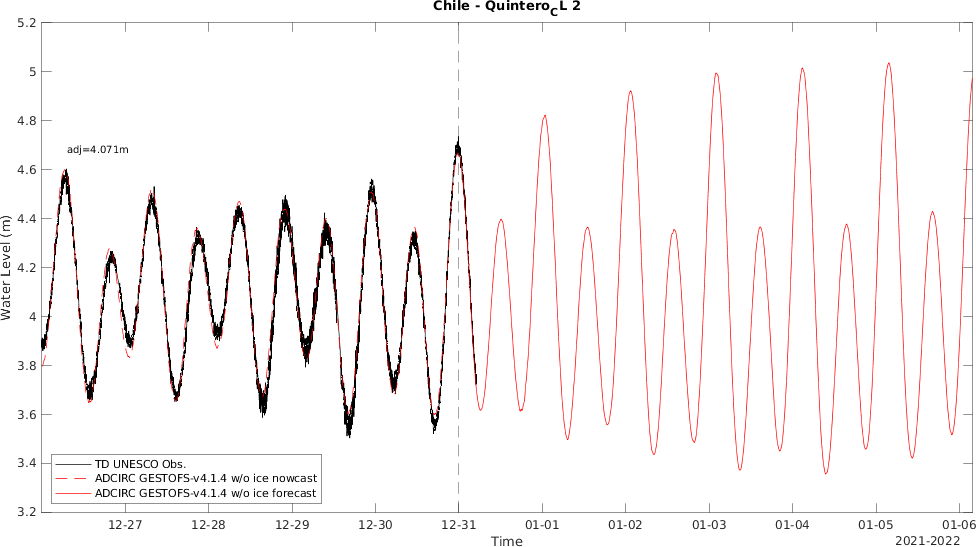 Chile - Quintero_CL 2
5.2
5
4.8
4.6
4.4
4.2
4
3.8
3.6
3.4
3.2
Water Level (m)
adj=4.071m
TD UNESCO Obs.
ADCIRC GESTOFS-v4.1.4 w/o ice nowcast
ADCIRC GESTOFS-v4.1.4 w/o ice forecast
12-27 12-28 12-29 12-30 12-31 01-01 01-02 01-03 01-04 01-05 01-06
Time
2021-2022